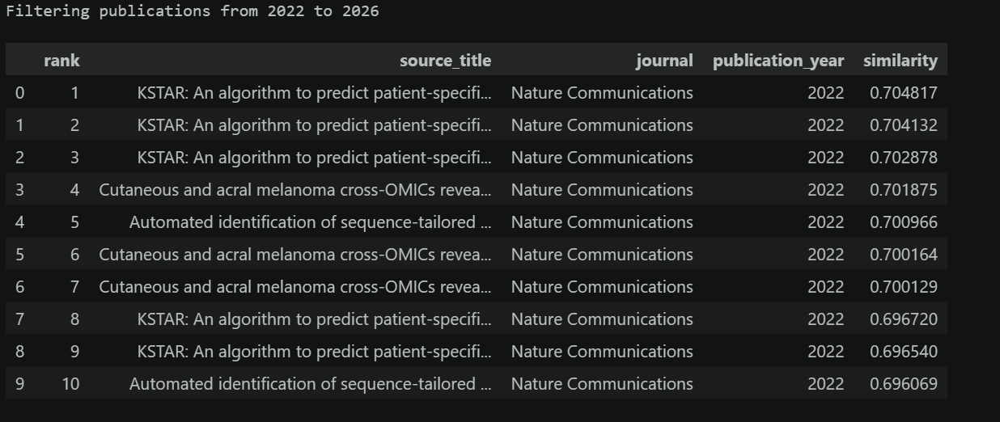 Filtering publications from 2022 to 2026
rank source_title journal publication_year similarity
0 1 KSTAR: An algorithm to predict patient-specifi... Nature Communications 2022 0.704817
1 2 KSTAR: An algorithm to predict patient-specifi... Nature Communications 2022 0.704132
2 3 KSTAR: An algorithm to predict patient-specifi... Nature Communications 2022 0.702878
3 4 Cutaneous and acral melanoma cross-OMICs revea... Nature Communications 2022 0.701875
4 5 Automated identification of sequence-tailored ... Nature Communications 2022 0.700966
5 6 Cutaneous and acral melanoma cross-OMICs revea... Nature Communications 2022 0.700164
6 7 Cutaneous and acral melanoma cross-OMICs revea... Nature Communications 2022 0.700129
7 8 KSTAR: An algorithm to predict patient-specifi... Nature Communications 2022 0.696720
8 9 KSTAR: An algorithm to predict patient-specifi... Nature Communications 2022 0.696540
9 10 Automated identification of sequence-tailored ... Nature Communications 2022 0.696069